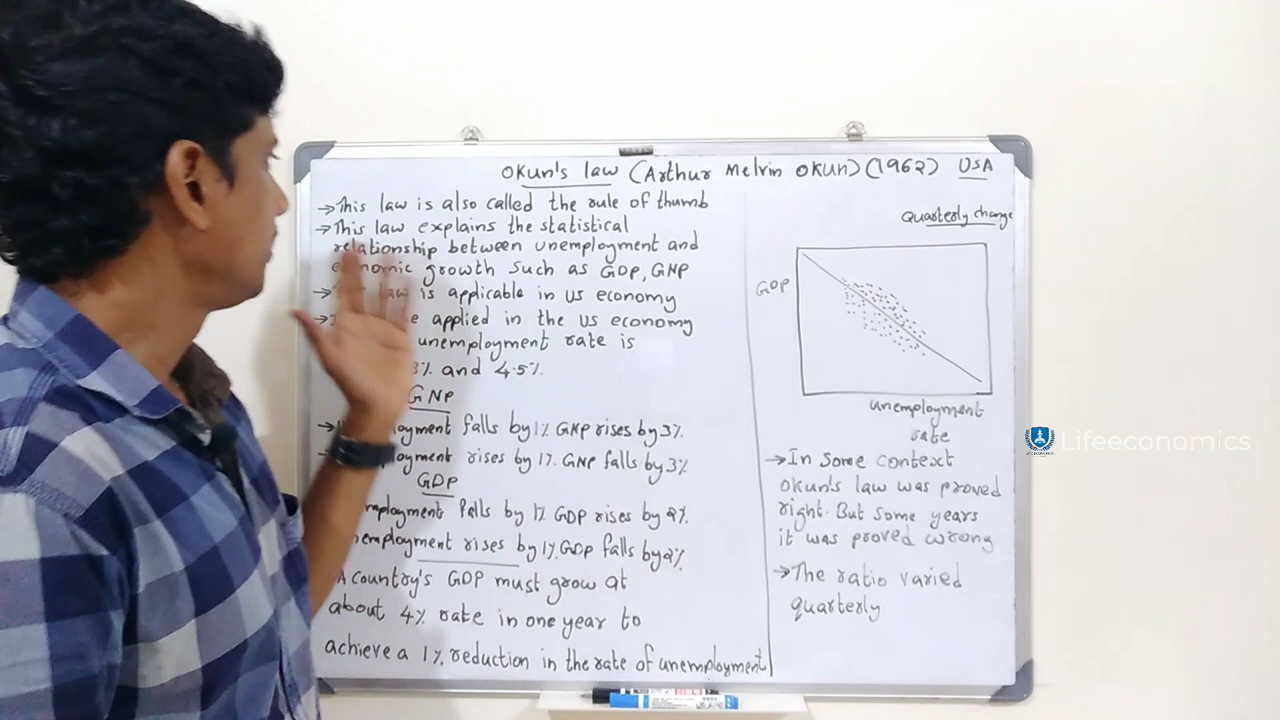 Okun's law (Arthur Melvin Okun) (1962) USA
→This law is also called the rule of thumb
→This law explains the statistical
relationship between unemployment and
economic growth such as GDP, GNP
→ law is applicable in US economy
→ applied in the US economy
unemployment rate is
3% and 4.5%.
GNP
→ falls by 1% GNP rises by 3%.
rises by 1% GNP falls by 3%
GDP
falls by 1% GDP rises by 2%.
unemployment rises by 1% GDP falls by 2%.
A country's GDP must grow at
about 4% rate in one year to
achieve a 1% reduction in the rate of unemployment
Quarterly change
GDP
unemployment
rate
→In some context
Okun's law was proved
right. But some years
it was proved wrong
→The ratio varied
quarterly
Lifeeconomics